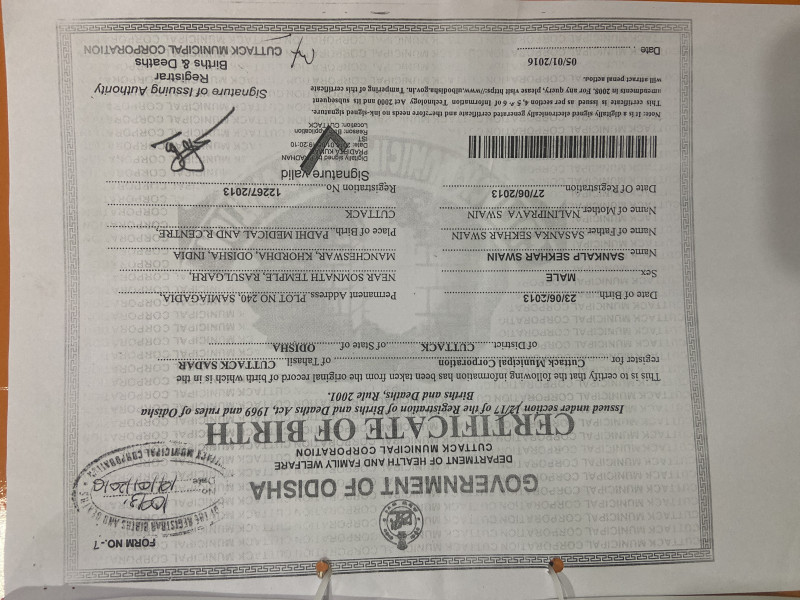 FORM NO.-7
GOVERNMENT OF ODISHA
DEPARTMENT OF HEALTH AND FAMILY WELFARE
CUTTACK MUNICIPAL CORPORATION
CERTIFICATE OF BIRTH
Issued under section 12/17 of the Registration of Births and Deaths Act, 1969 and rules of Odisha
Births and Deaths, Rule 2001.
This is to certify that the following information has been taken from the original record of birth which is in the
register for Cuttack Municipal Corporation of Tahasil CUTTACK SADAR
of District CUTTACK of State of ODISHA
Date of Birth 23/06/2013
Sex MALE
Name SANKALP SEKHAR SWAIN
Name of Father SASANKA SEKHAR SWAIN
Name of Mother NALINIPRAVA SWAIN
Date Of Registration 27/06/2013
Permanent Address PLOT NO 240, SAMTAGADIA,
NEAR SOMNATH TEMPLE, RASULGARH,
MANCHESWAR, KHORDHA, ODISHA, INDIA
Place of Birth PADHI MEDICAL AND R.CENTRE,
CUTTACK
Registration No 12267/2013
Signature valid
Digitally signed by
IST
Location: CUTTACK
Note: It is a digitally signed electronically generated certificate and therefore needs no ink-signed signature.
This certificate is issued as per section 4, 5 & 6 of Information Technology Act 2000 and its subsequent
amendments in 2008. For any query, please visit https://www.ulbodisha.gov.in. Tampering of this certificate
will attract penal action.
05/01/2016
Date
Signature of Issuing Authority
Registrar
Births & Deaths
CUTTACK MUNICIPAL CORPORATION